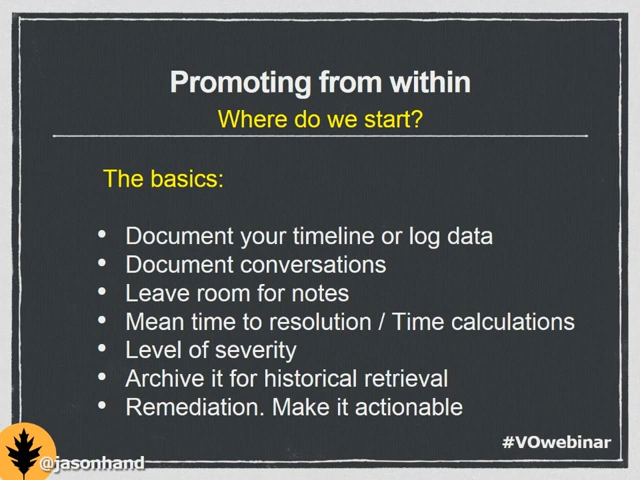 Promoting from within
Where do we start?
The basics:
• Document your timeline or log data
• Document conversations
• Leave room for notes
• Mean time to resolution / Time calculations
• Level of severity
• Archive it for historical retrieval
• Remediation. Make it actionable
#VOwebinar
@jasonhand